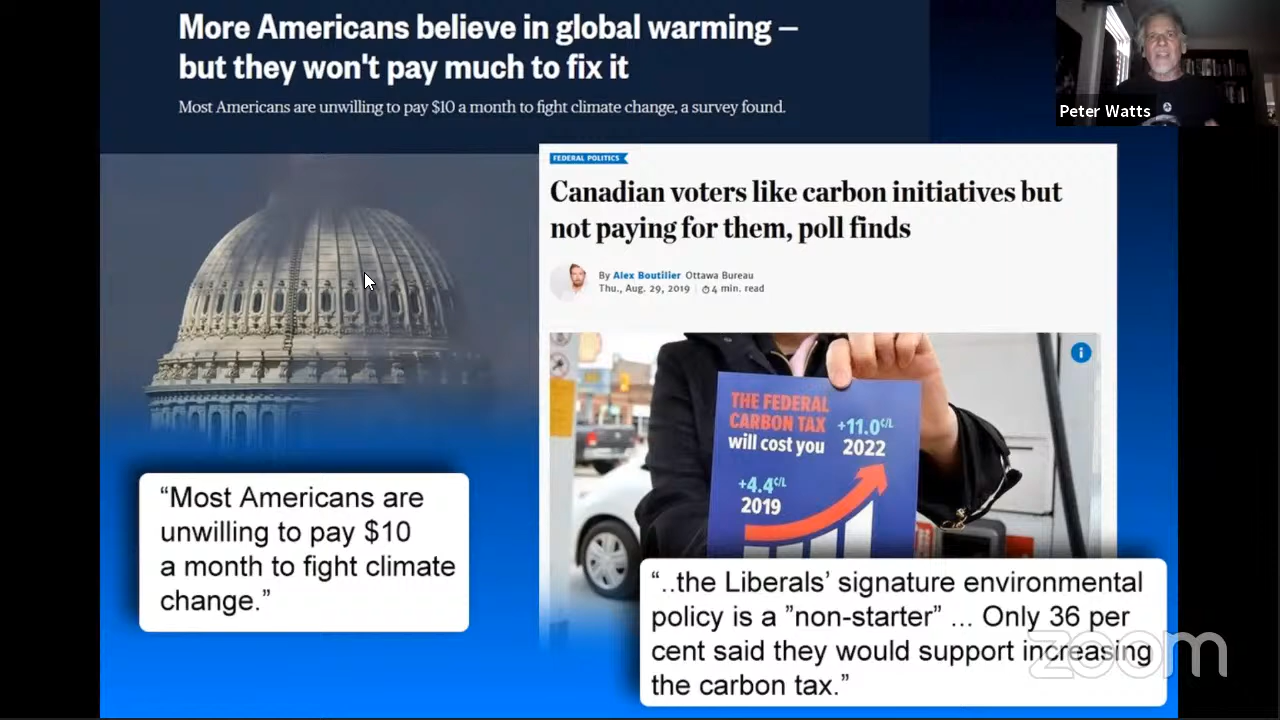 More Americans believe in global warming —
but they won't pay much to fix it
Most Americans are unwilling to pay $10 a month to fight climate change, a survey found.
Peter Watts
FEDERAL POLITICS
Canadian voters like carbon initiatives but
not paying for them, poll finds
By Alex Boutilier Ottawa Bureau
Thu., Aug. 29, 2019 4 min. read
i
THE FEDERAL
CARBON TAX
will cost you
+11.0¢/L
2022
+4.4¢/L
2019
“Most Americans are
unwilling to pay $10
a month to fight climate
change.”
“..the Liberals’ signature environmental
policy is a ”non-starter” ... Only 36 per
cent said they would support increasing
the carbon tax.”
zoom